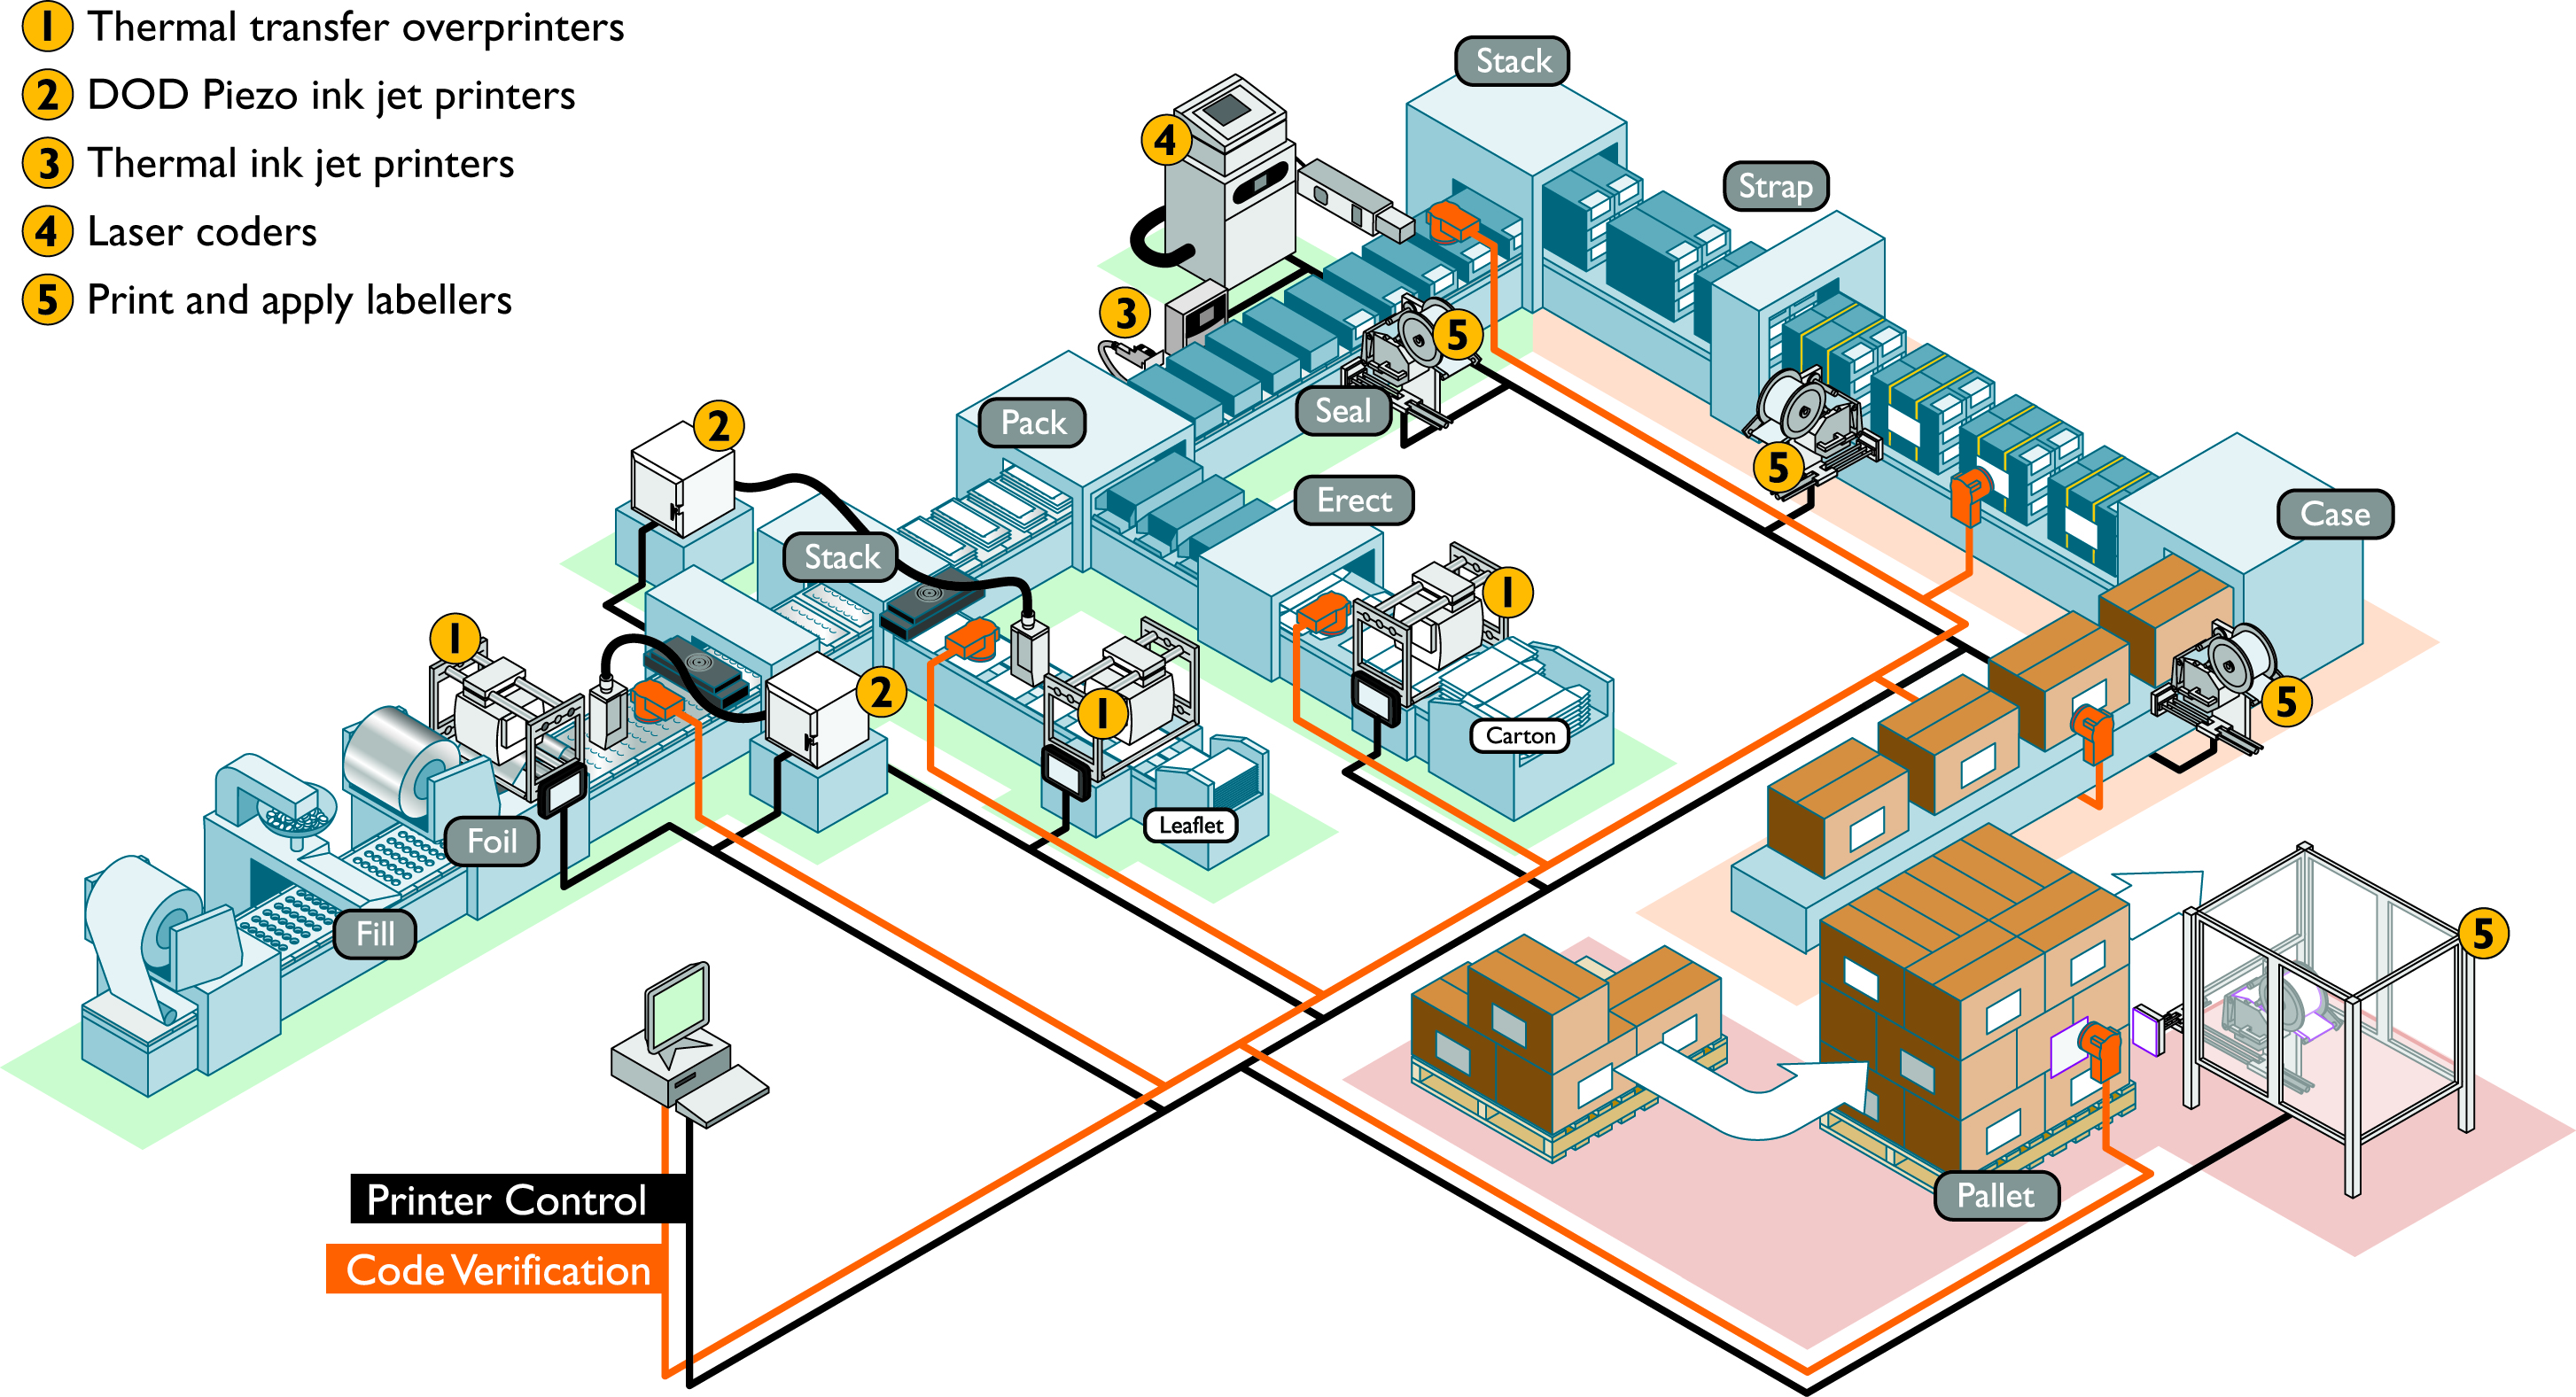 1 Thermal transfer overprinters
2 DOD Piezo ink jet printers
3 Thermal ink jet printers
4 Laser coders
5 Print and apply labellers
Stack
4
Strap
3
5
Pack
Seal
2
5
Erect
Case
Stack
1
1
2
5
1
Carton
Leaflet
Foil
Fill
5
Pallet
Printer Control
Code Verification